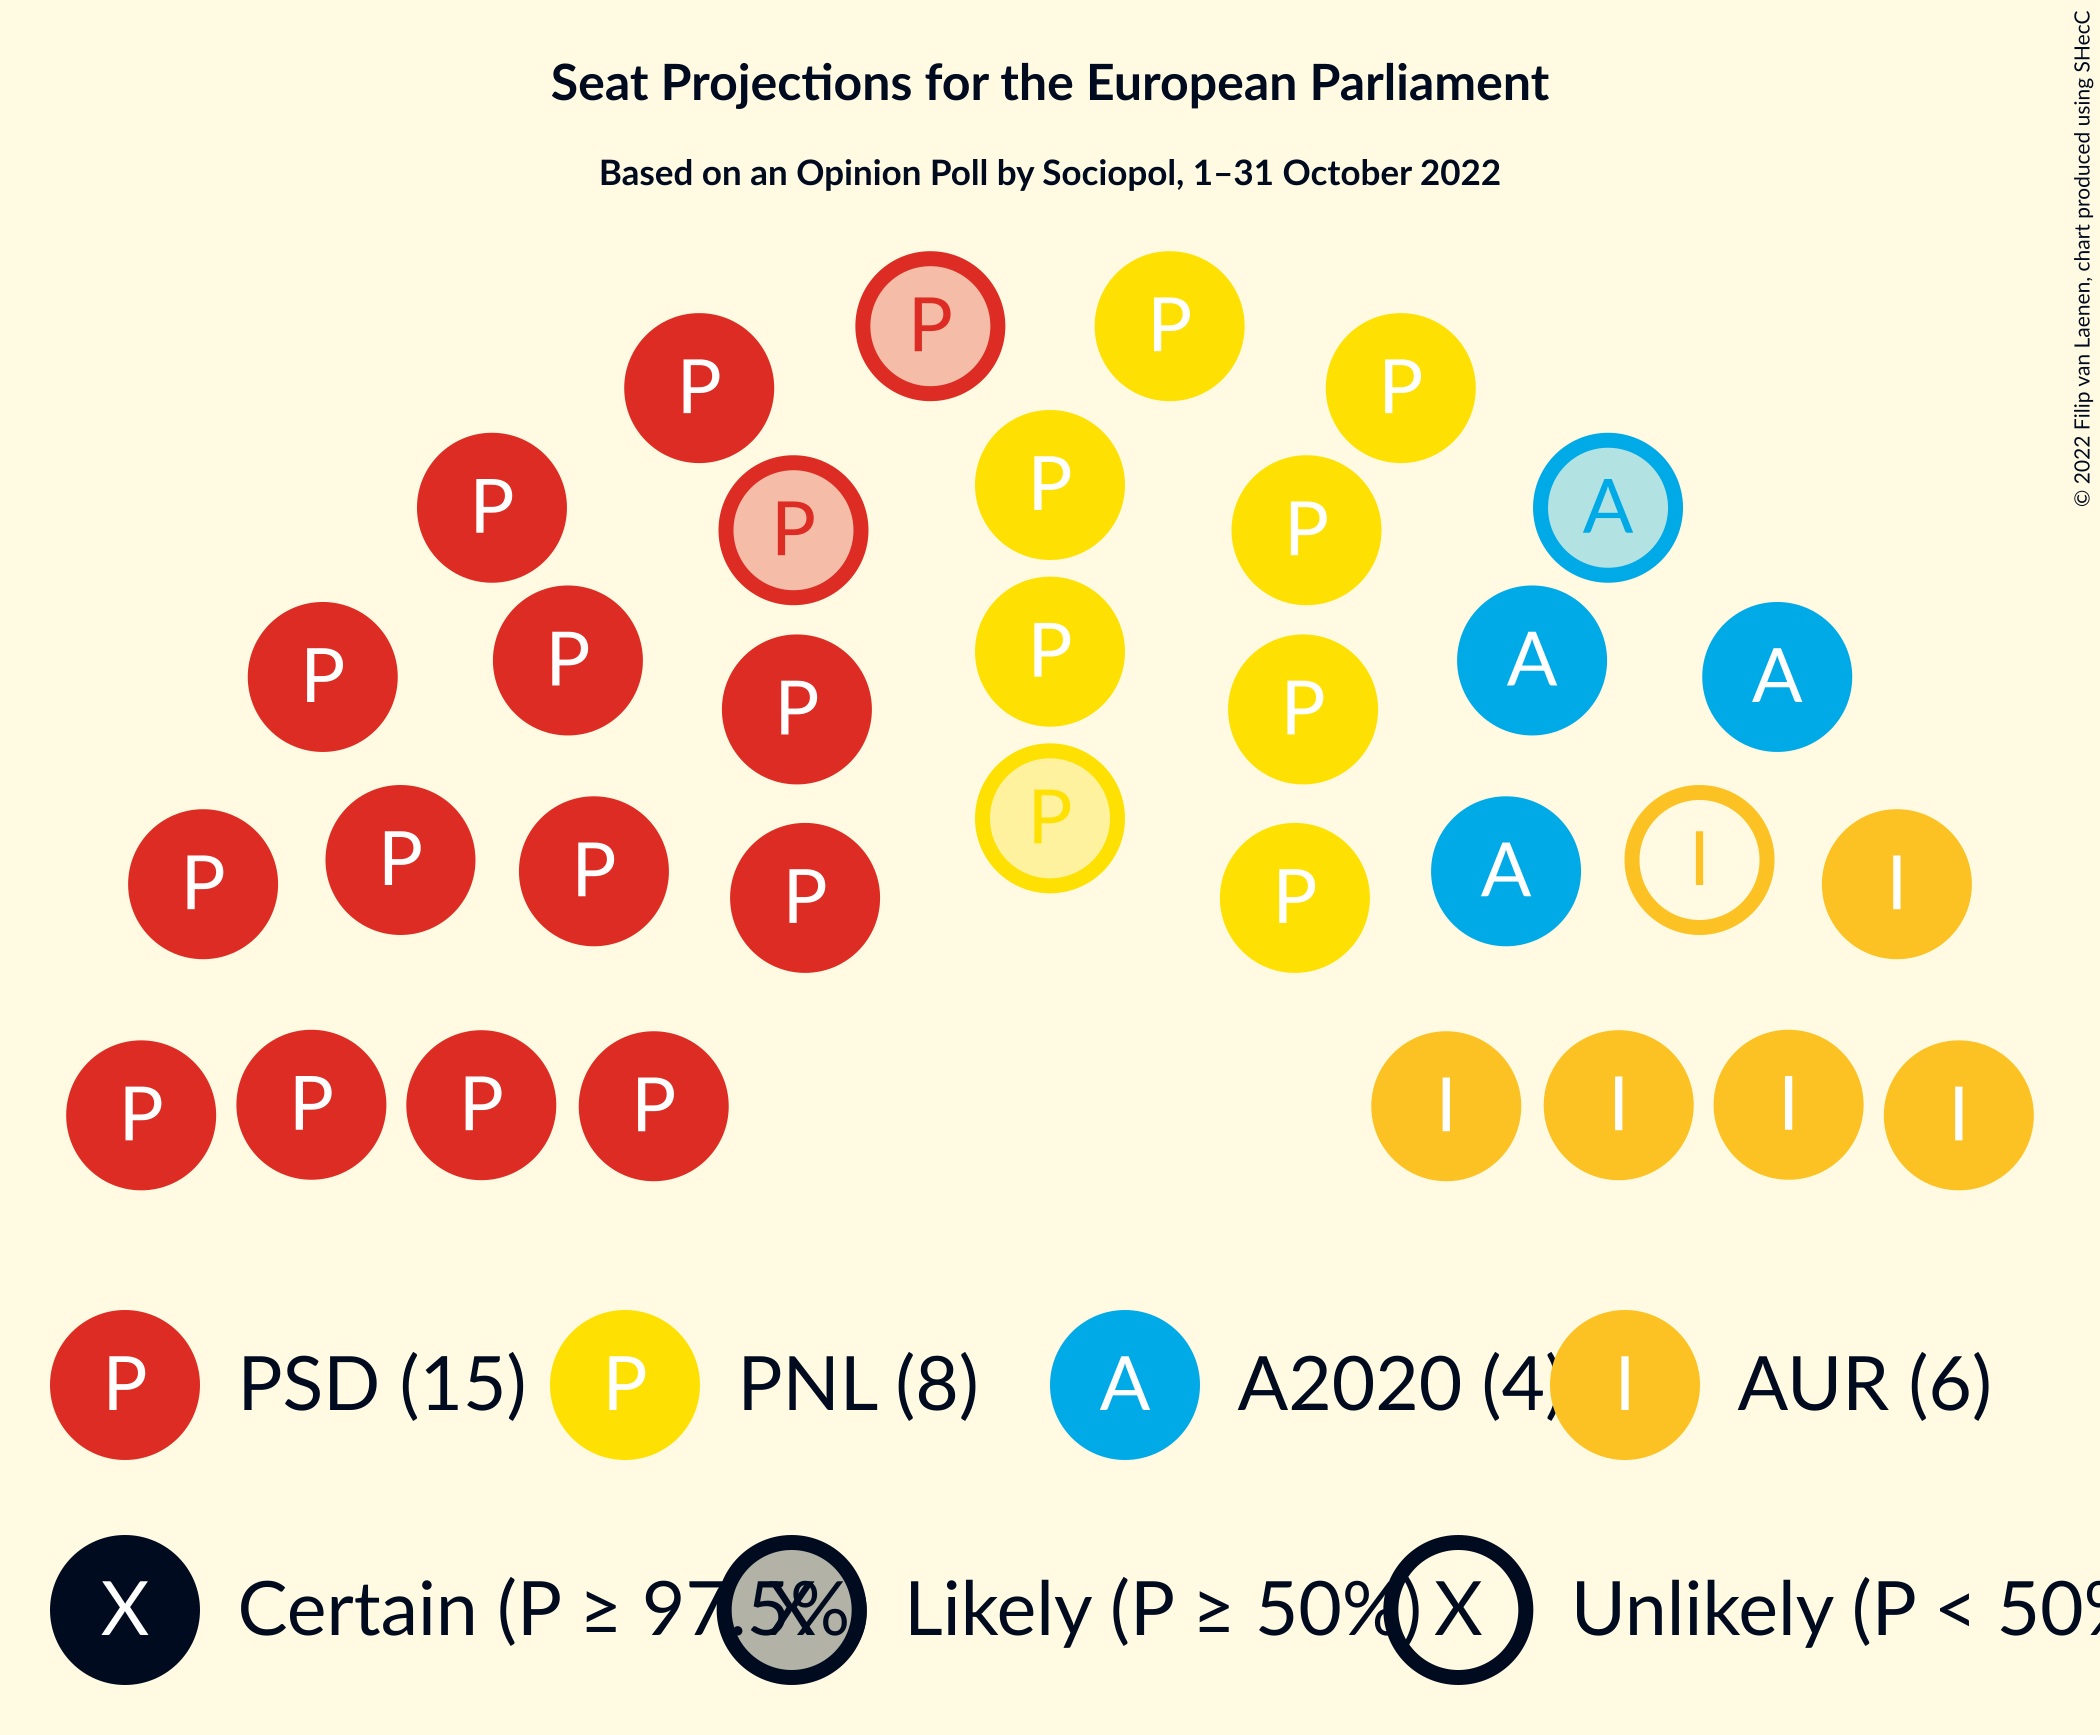 Seat Projections for the European Parliament
Based on an Opinion Poll by Sociopol, 1–31 October 2022
© 2022 Filip van Laenen, chart produced using SHecC
P P
P P
P P P P A
P P
P P A A
P P P
P P P P P A I I
P P
P P P P I I I I
P PSD (15) P PNL (8) A A2020 (4) I AUR (6)
X Certain (P ≥ 97.5% X Likely (P ≥ 50%) X Unlikely (P < 50%